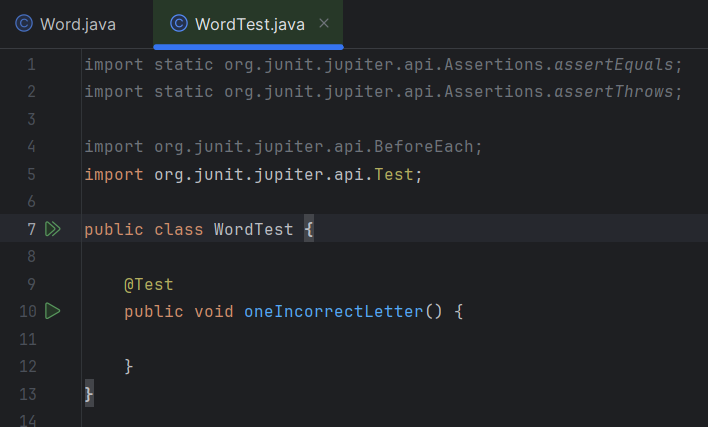 Word.java WordTest.java
1 import static org.junit.jupiter.api.Assertions.assertEquals;
2 import static org.junit.jupiter.api.Assertions.assertThrows;
3
4 import org.junit.jupiter.api.BeforeEach;
5 import org.junit.jupiter.api.Test;
6
7 public class WordTest {
8
9 @Test
10 public void oneIncorrectLetter() {
11
12 }
13 }
14